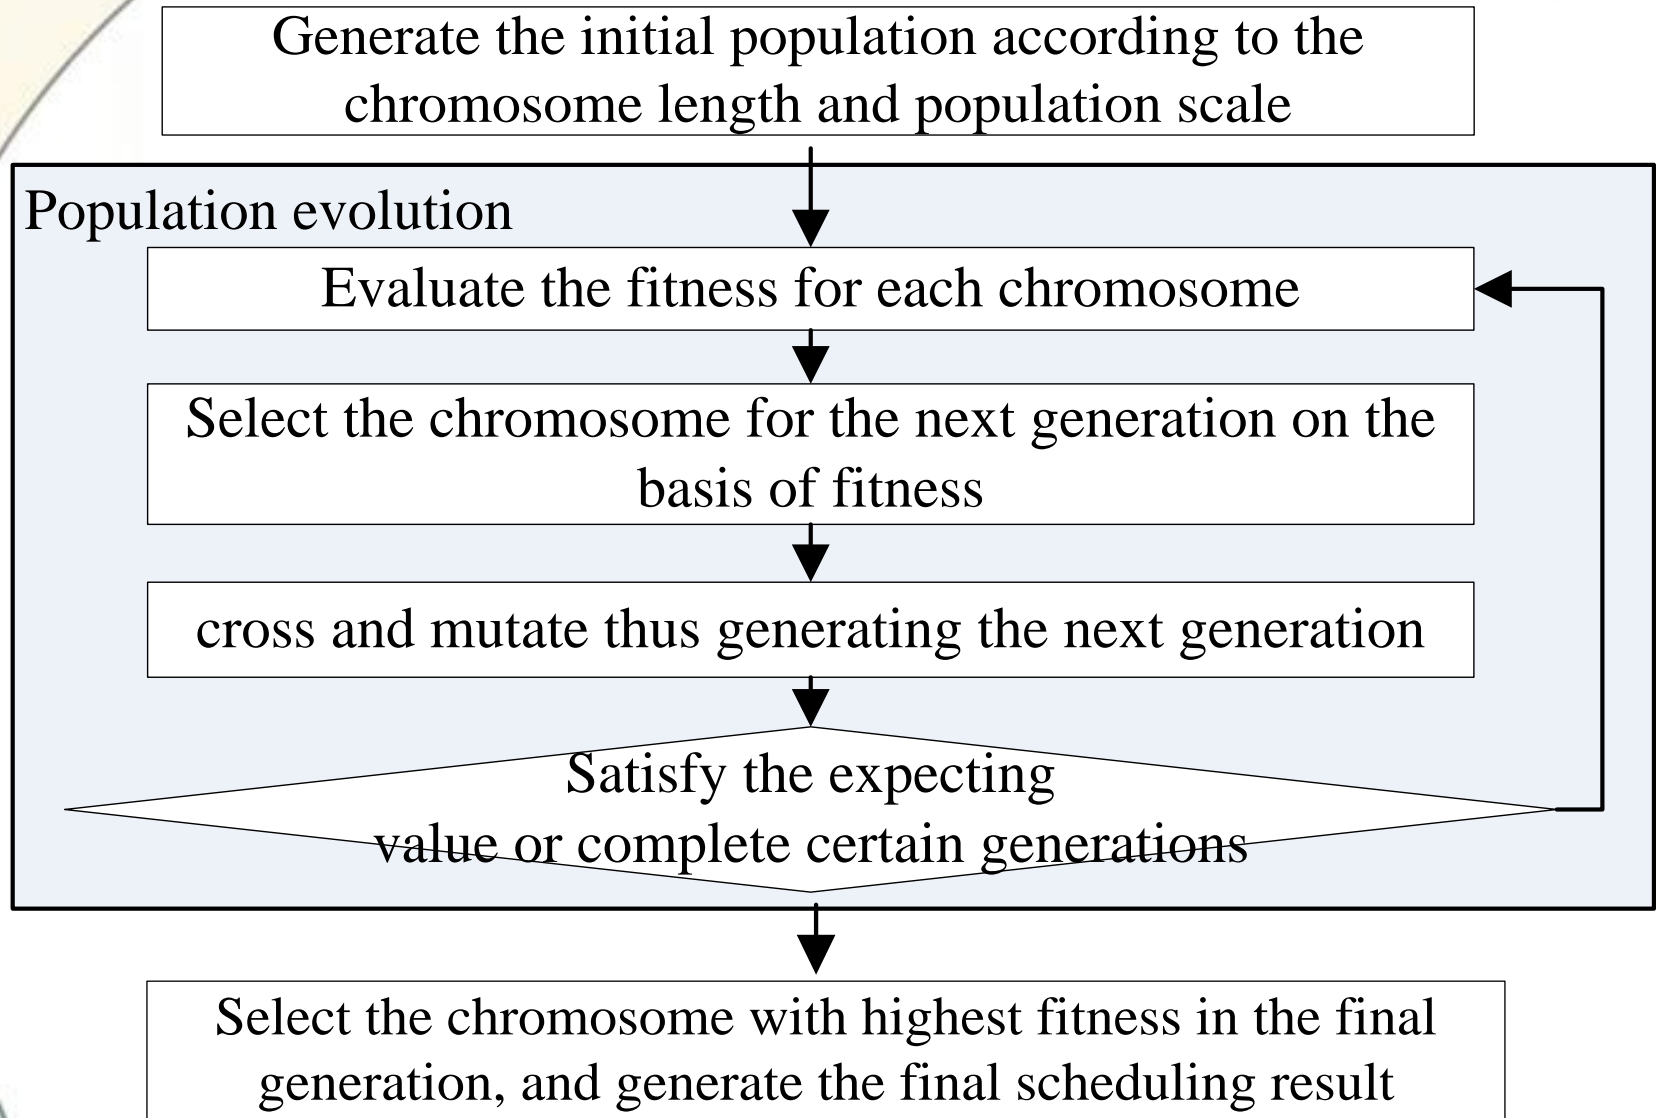 Generate the initial population according to the
chromosome length and population scale
Population evolution
Evaluate the fitness for each chromosome
Select the chromosome for the next generation on the
basis of fitness
cross and mutate thus generating the next generation
Satisfy the expecting
value or complete certain generations
Select the chromosome with highest fitness in the final
generation, and generate the final scheduling result